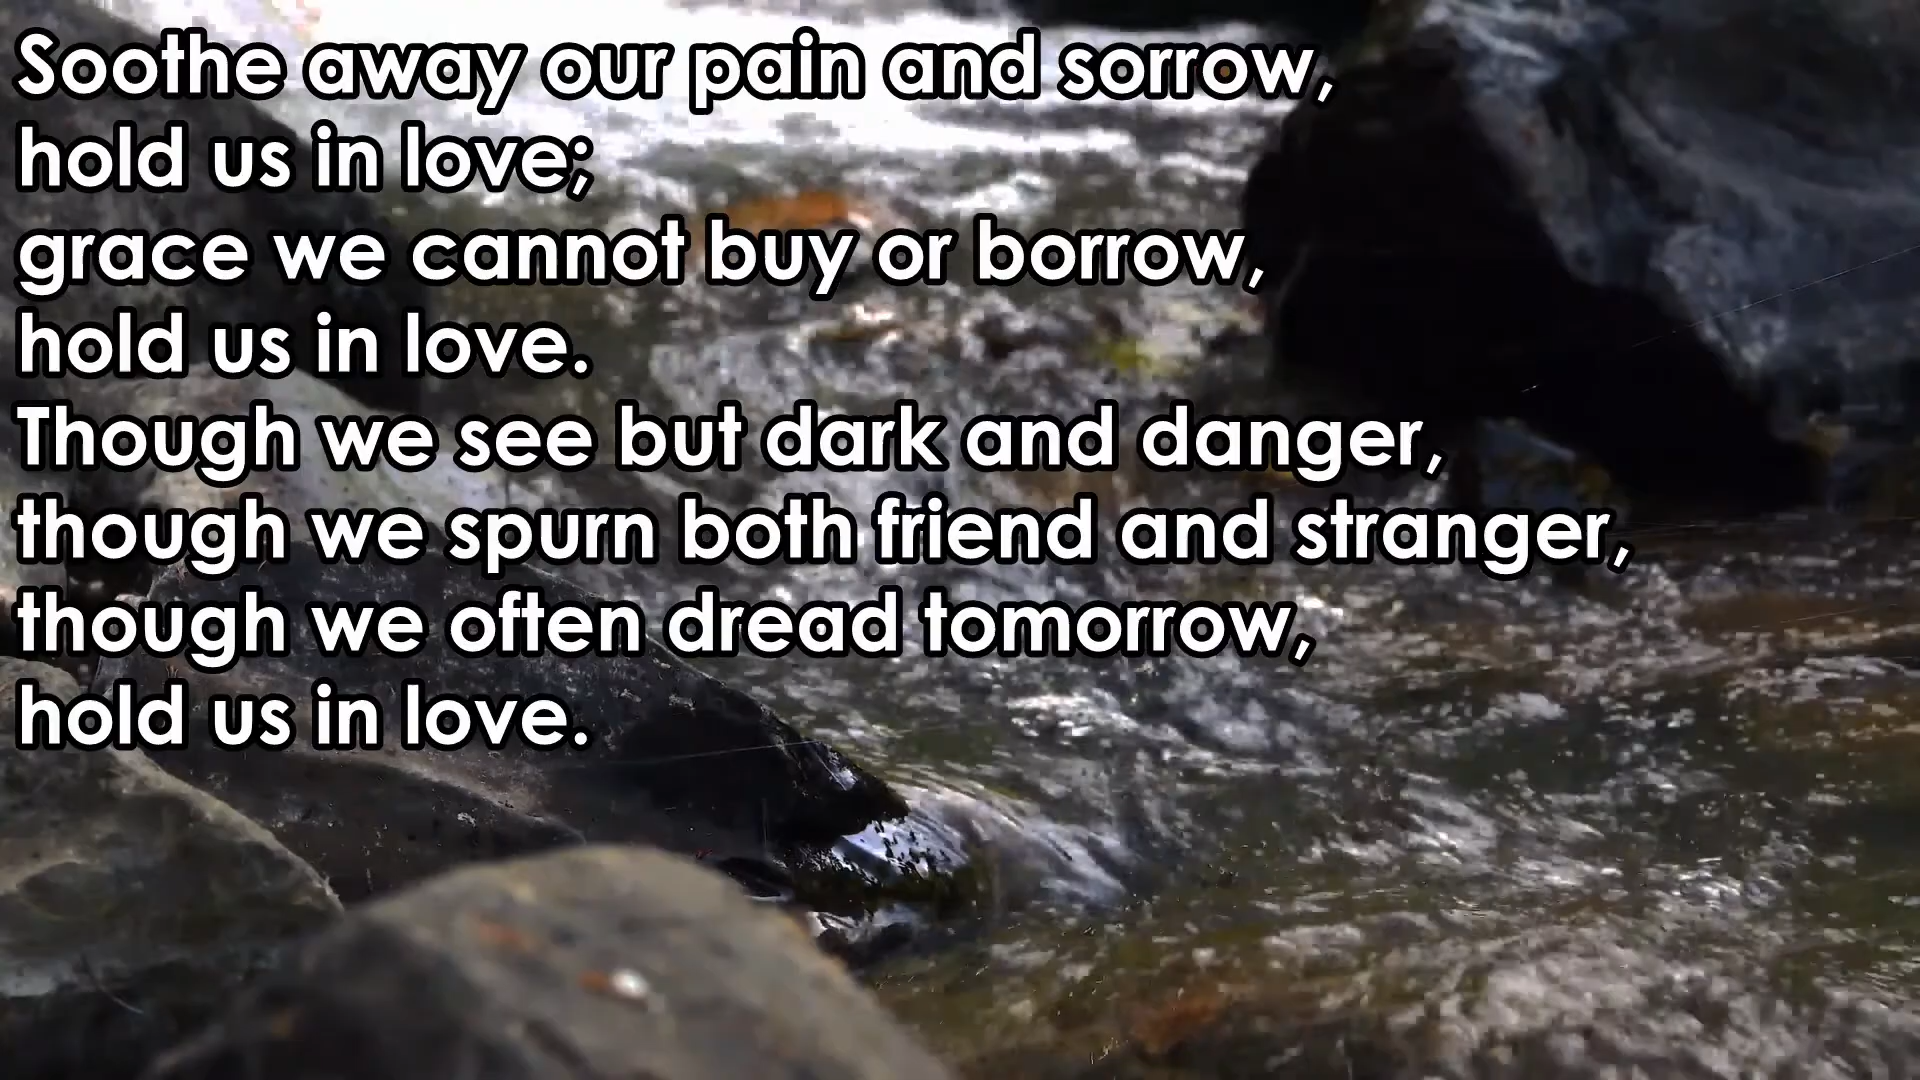 Soothe away our pain and sorrow,
hold us in love;
grace we cannot buy or borrow,
hold us in love.
Though we see but dark and danger,
though we spurn both friend and stranger,
though we often dread tomorrow,
hold us in love.